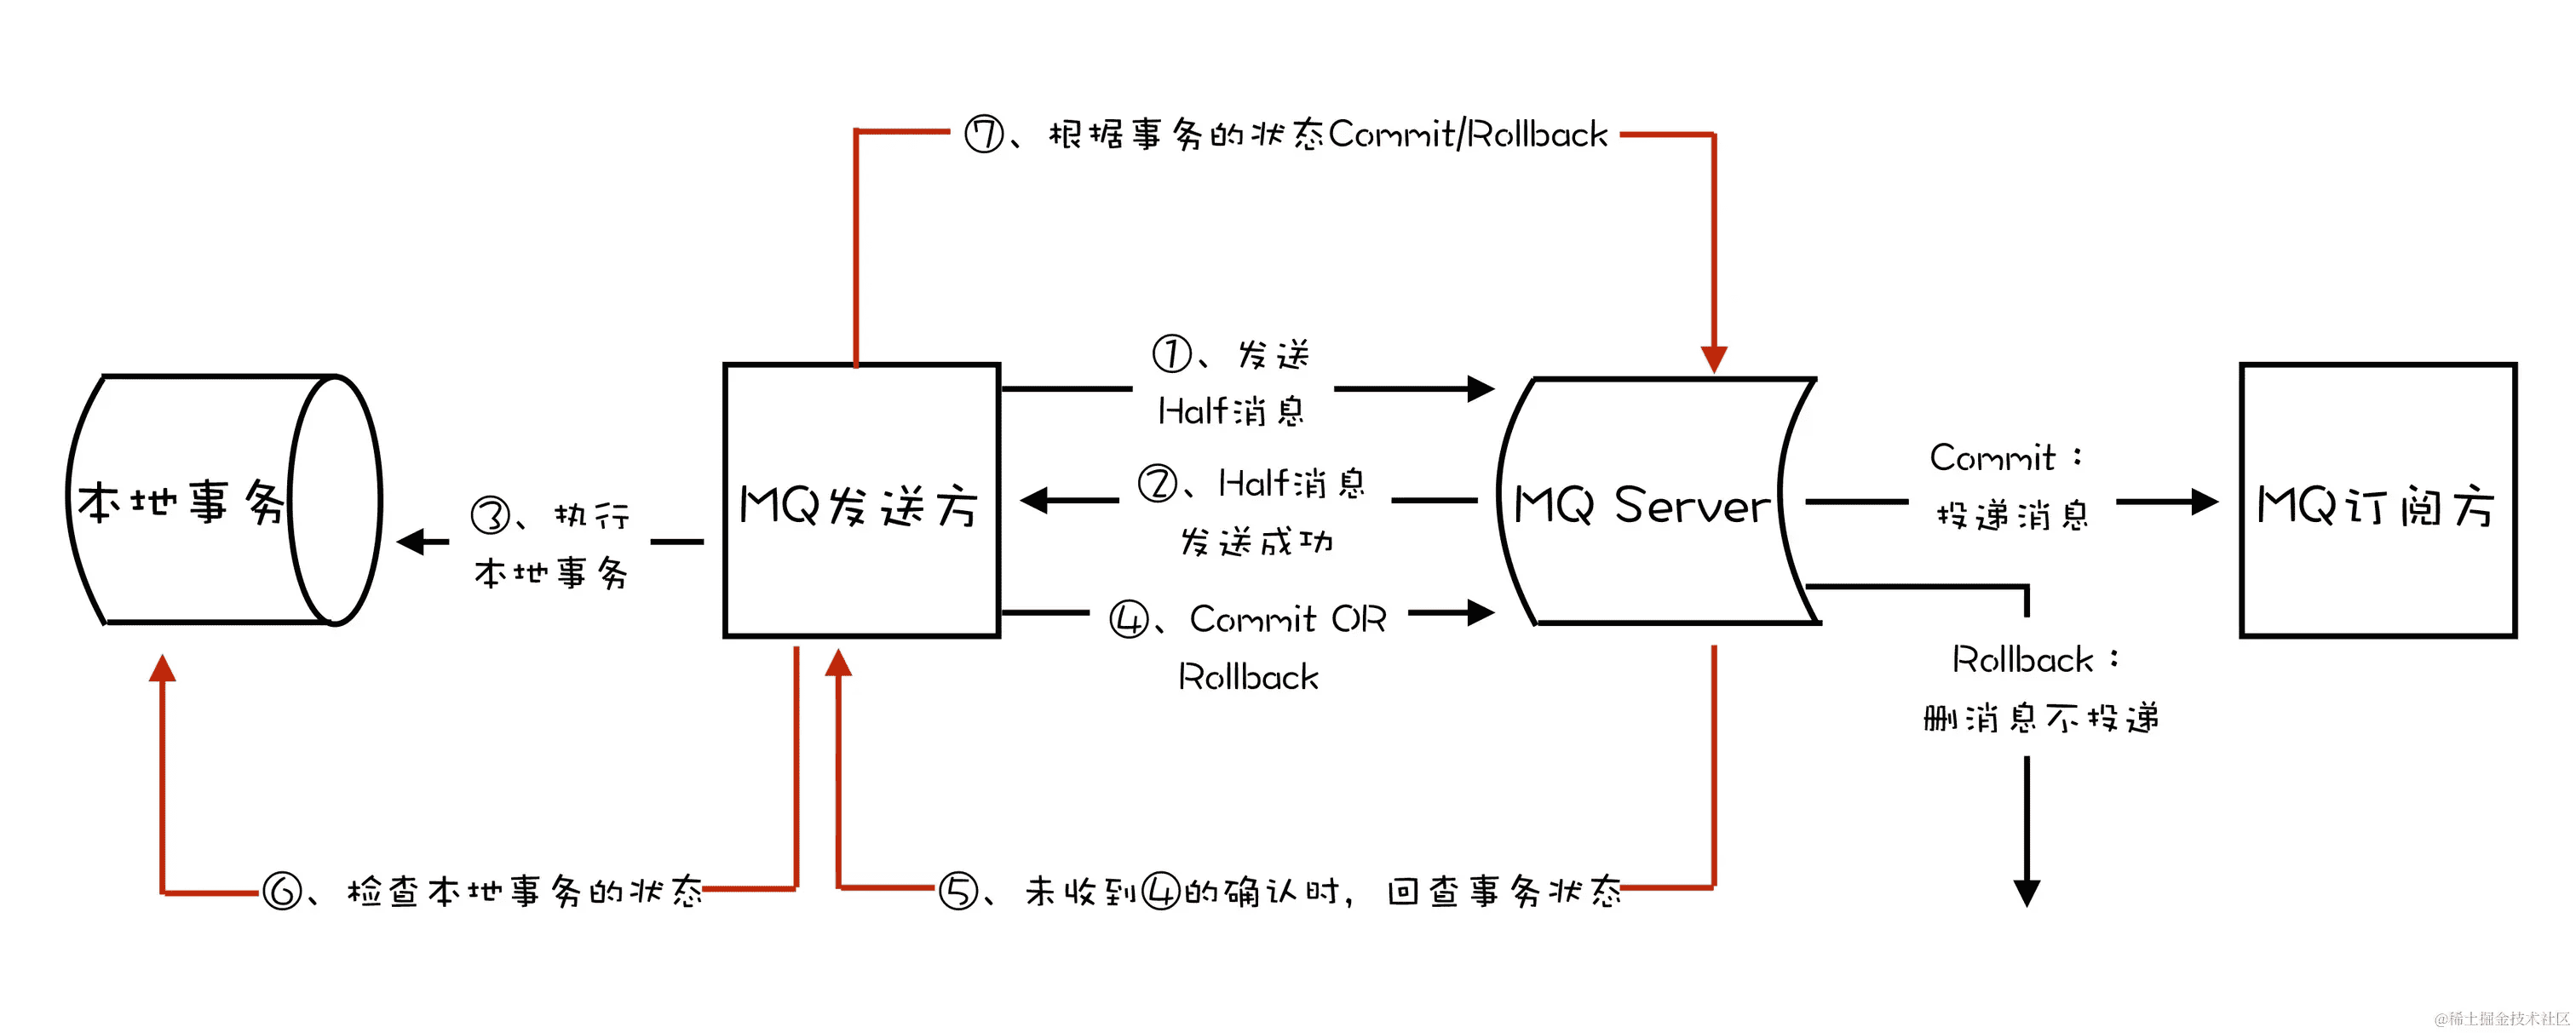 ⑦、根据事务的状态Commit/Rollback
①、发送
Half消息
②、Half消息
发送成功
③、执行
本地事务
④、Commit OR
Rollback
本地事务
MQ发送方
MQ Server
Commit：
投递消息
MQ订阅方
Rollback：
删消息不投递
⑥、检查本地事务的状态
⑤、未收到④的确认时，回查事务状态
@稀土掘金技术社区